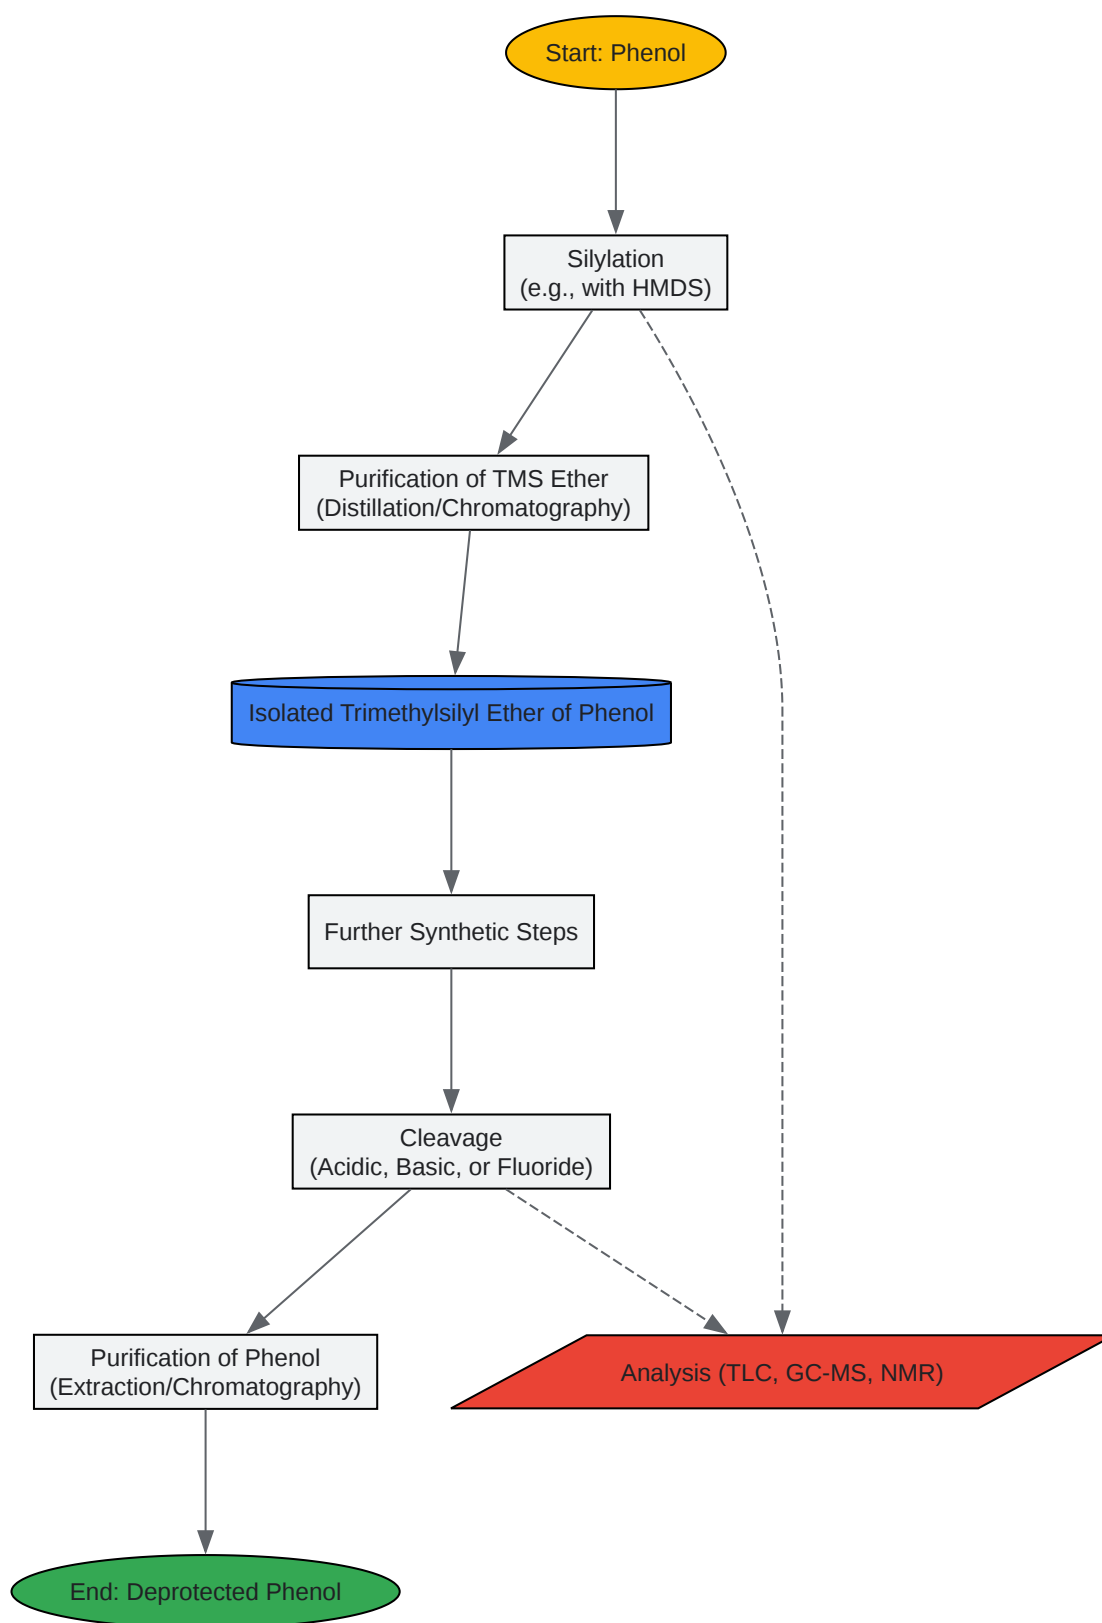 Start: Phenol
Silylation
(e.g., with HMDS)
Purification of TMS Ether
(Distillation/Chromatography)
Isolated Trimethylsilyl Ether of Phenol
Further Synthetic Steps
Cleavage
(Acidic, Basic, or Fluoride)
Purification of Phenol
(Extraction/Chromatography)
Analysis (TLC, GC-MS, NMR)
End: Deprotected Phenol